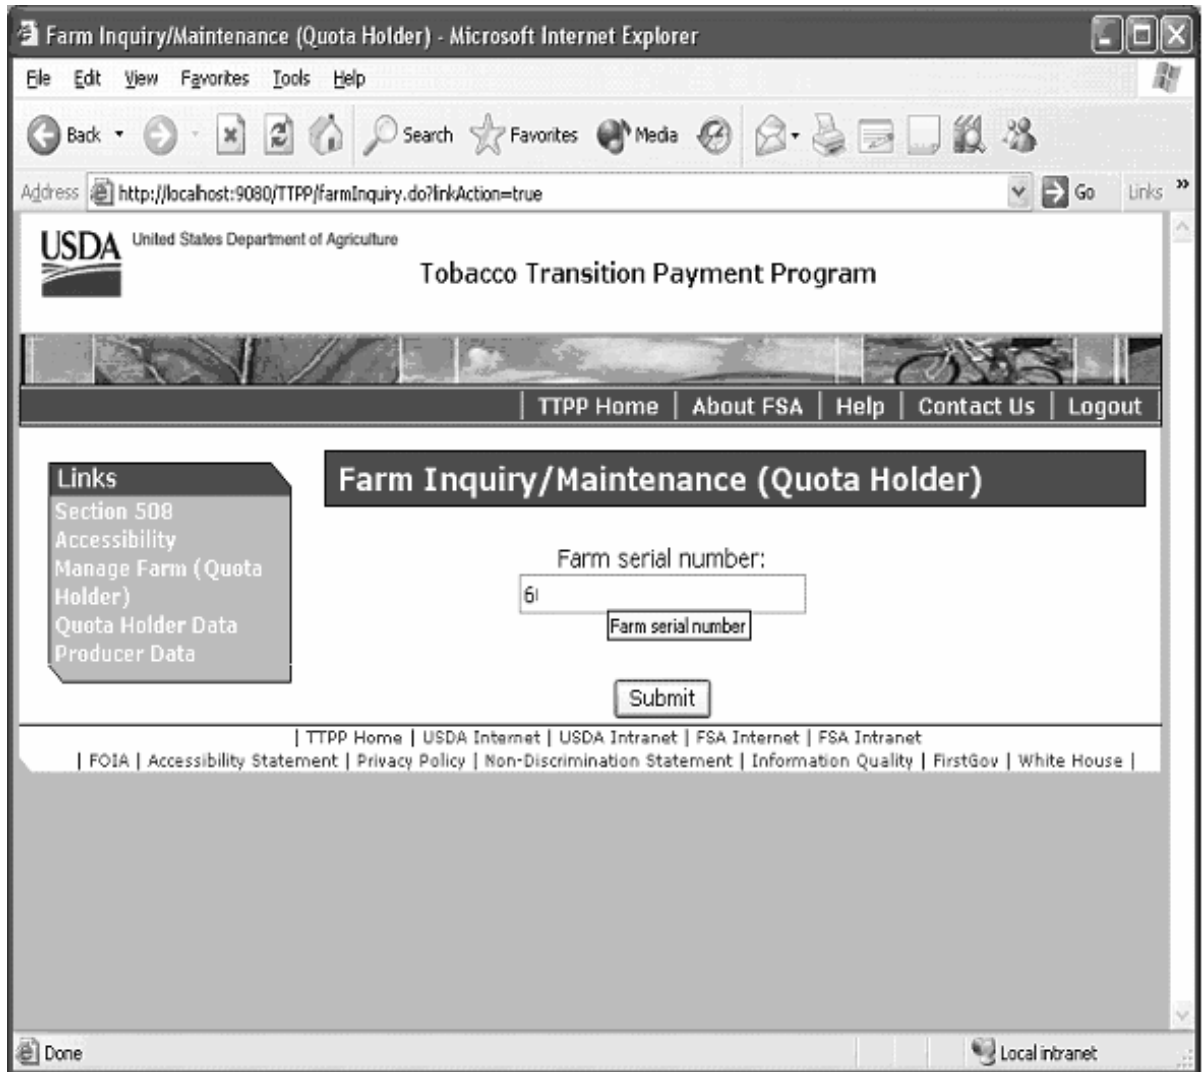 Farm Inquiry/Maintenance (Quota Holder) - Microsoft Internet Explorer
File Edit View Favorites Tools Help
Back Search Favorites Media
Address http://localhost:9080/TTPP/farmInquiry.do?linkAction=true Go Links »
USDA United States Department of Agriculture
Tobacco Transition Payment Program
| TTPP Home | About FSA | Help | Contact Us | Logout |
Links
Section 508
Accessibility
Manage Farm (Quota
Holder)
Quota Holder Data
Producer Data
Farm Inquiry/Maintenance (Quota Holder)
Farm serial number:
6
Farm serial number
Submit
| TTPP Home | USDA Internet | USDA Intranet | FSA Internet | FSA Intranet
| FOIA | Accessibility Statement | Privacy Policy | Non-Discrimination Statement | Information Quality | FirstGov | White House |
Done Local intranet